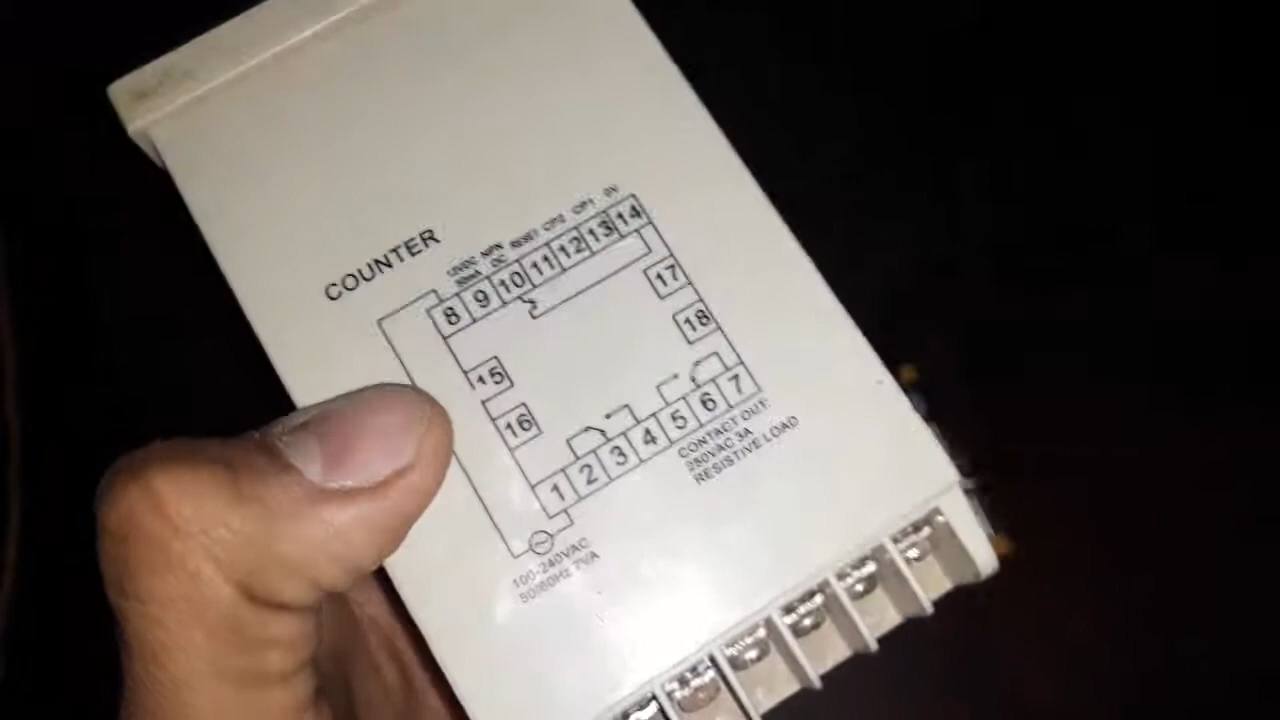 COUNTER
12VDC NPN RESET CP2 CP1 0V
50mA OC
8 9 10 11 12 13 14
17
18
15
16
1 2 3 4 5 6 7
CONTACT OUT:
250VAC 3A
RESISTIVE LOAD
100-240VAC
50/60Hz 7VA